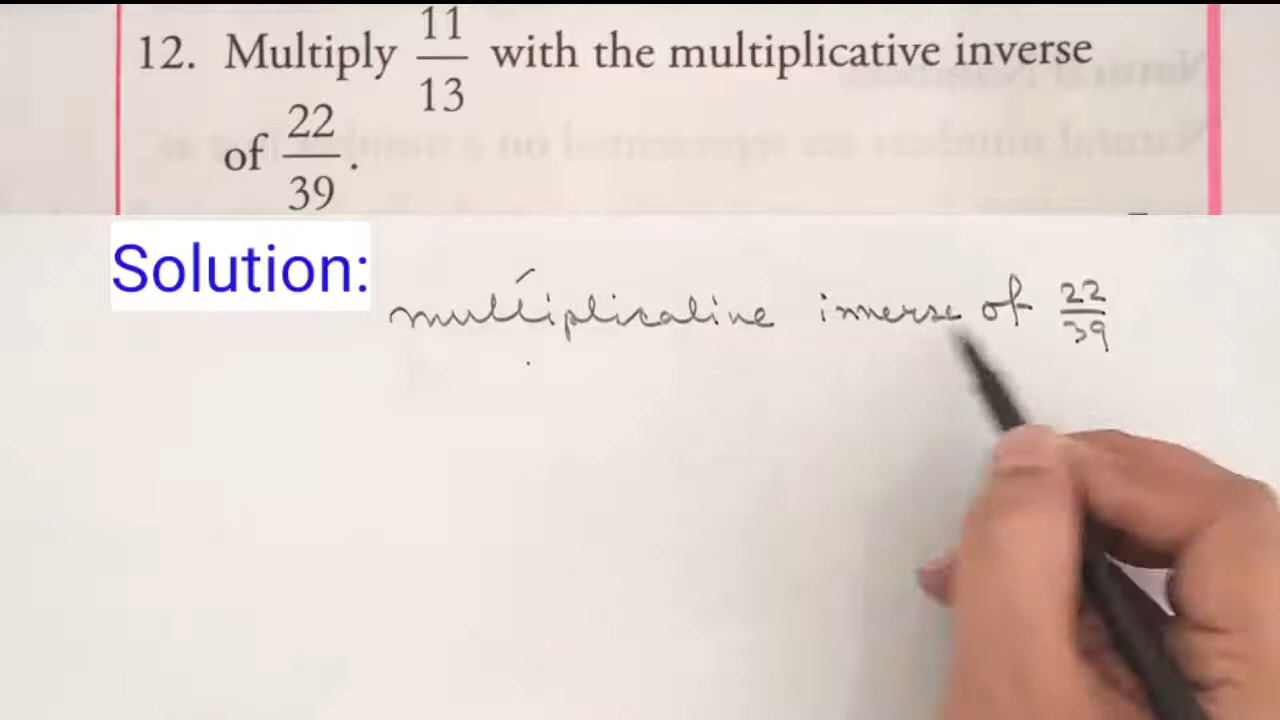 12. Multiply 11/13 with the multiplicative inverse
of 22/39.
Solution:
multiplicative inverse of 22/39